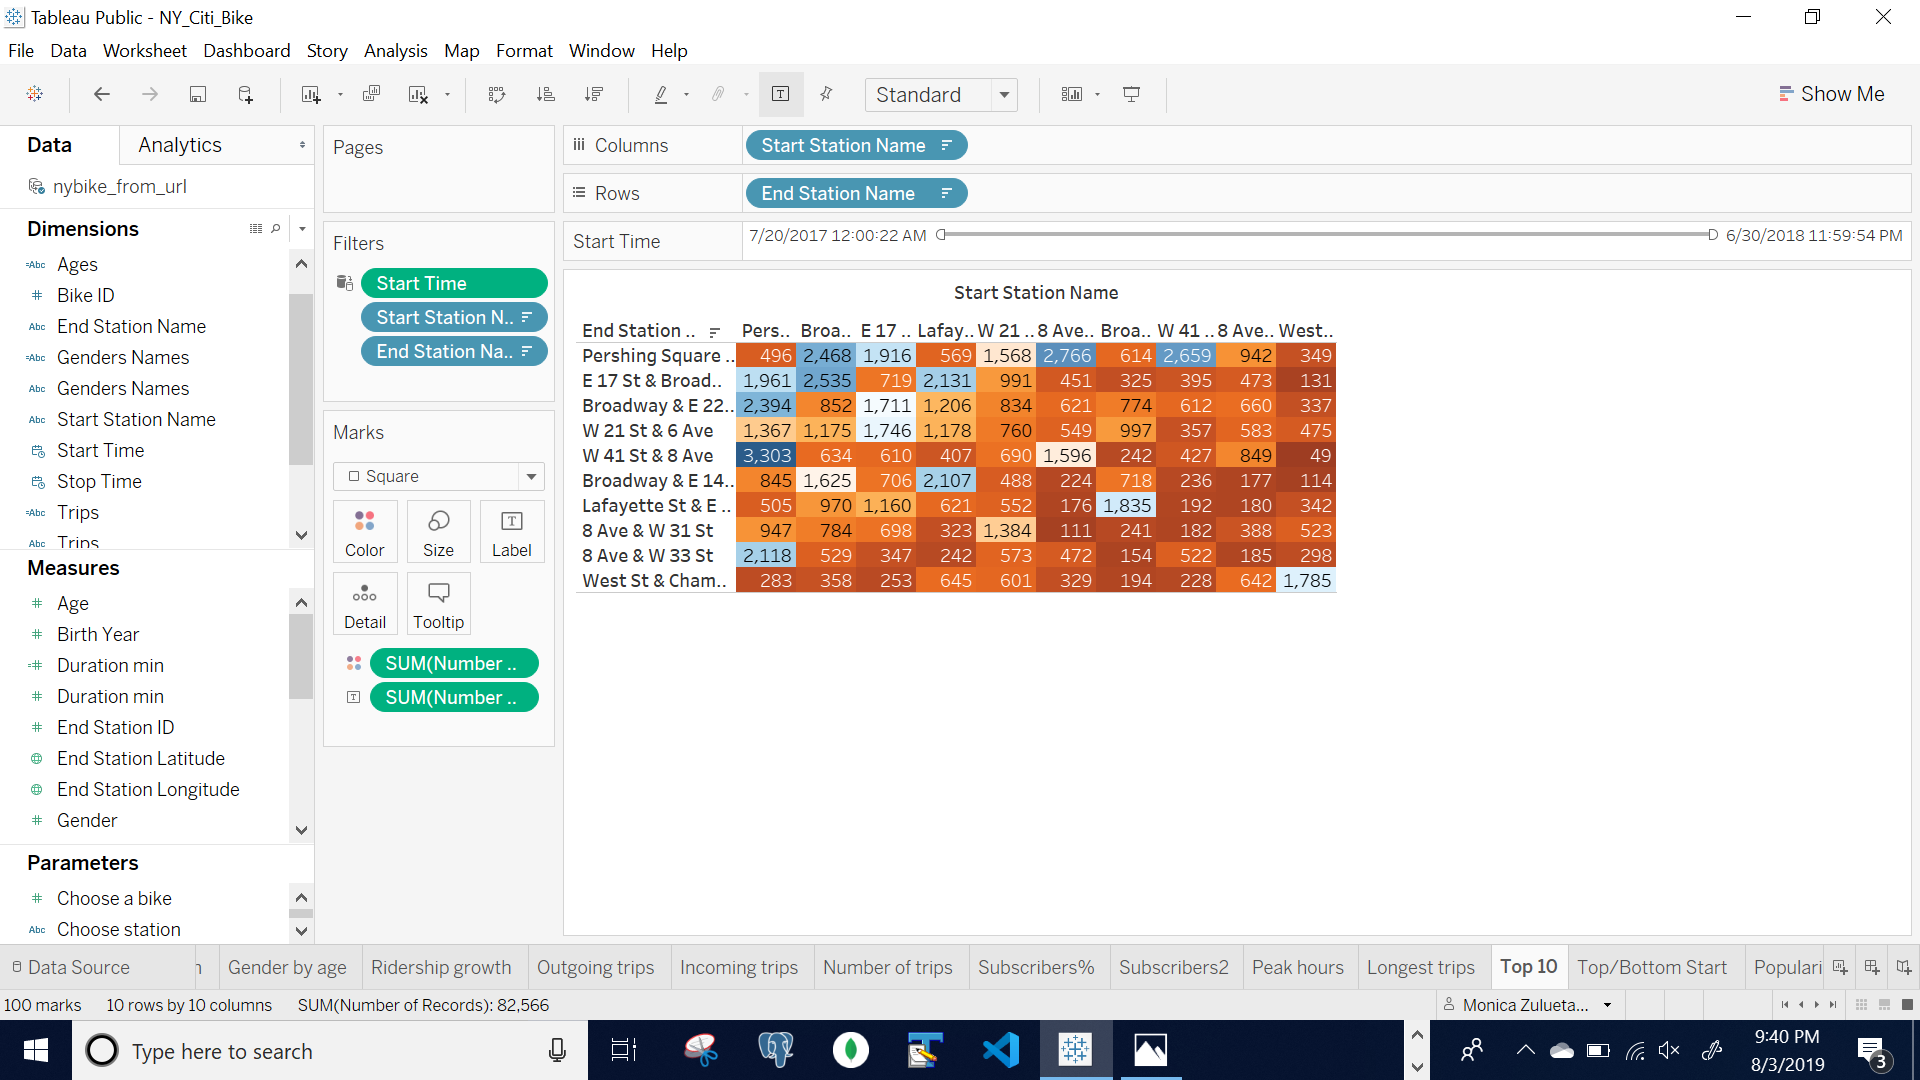 Tableau Public - NY_Citi_Bike
File Data Worksheet Dashboard Story Analysis Map Format Window Help
Standard
Show Me
Data Analytics
nybike_from_url
Dimensions
Abc Ages
Bike ID
Abc End Station Name
Abc Genders Names
Abc Genders Names
Abc Start Station Name
Start Time
Stop Time
Abc Trips
Abc Trips
Measures
Age
Birth Year
Duration min
Duration min
End Station ID
End Station Latitude
End Station Longitude
Gender
Parameters
Choose a bike
Abc Choose station
Pages
Filters
Start Time
Start Station N..
End Station Na..
Marks
Square
Color Size Label
Detail Tooltip
SUM(Number ..
SUM(Number ..
Columns Start Station Name
Rows End Station Name
Start Time 7/20/2017 12:00:22 AM 6/30/2018 11:59:54 PM
Start Station Name
End Station .. Pers.. Broa.. E 17 .. Lafay.. W 21 .. 8 Ave.. Broa.. W 41 .. 8 Ave.. West..
Pershing Square .. 496 2,468 1,916 569 1,568 2,766 614 2,659 942 349
E 17 St & Broad.. 1,961 2,535 719 2,131 991 451 325 395 473 131
Broadway & E 22.. 2,394 852 1,711 1,206 834 621 774 612 660 337
W 21 St & 6 Ave 1,367 1,175 1,746 1,178 760 549 997 357 583 475
W 41 St & 8 Ave 3,303 634 610 407 690 1,596 242 427 849 49
Broadway & E 14.. 845 1,625 706 2,107 488 224 718 236 177 114
Lafayette St & E .. 505 970 1,160 621 552 176 1,835 192 180 342
8 Ave & W 31 St 947 784 698 323 1,384 111 241 182 388 523
8 Ave & W 33 St 2,118 529 347 242 573 472 154 522 185 298
West St & Cham.. 283 358 253 645 601 329 194 228 642 1,785
Data Source Gender by age Ridership growth Outgoing trips Incoming trips Number of trips Subscribers% Subscribers2 Peak hours Longest trips Top 10 Top/Bottom Start Populari
100 marks 10 rows by 10 columns SUM(Number of Records): 82,566 Monica Zulueta...
Type here to search
9:40 PM
8/3/2019
3